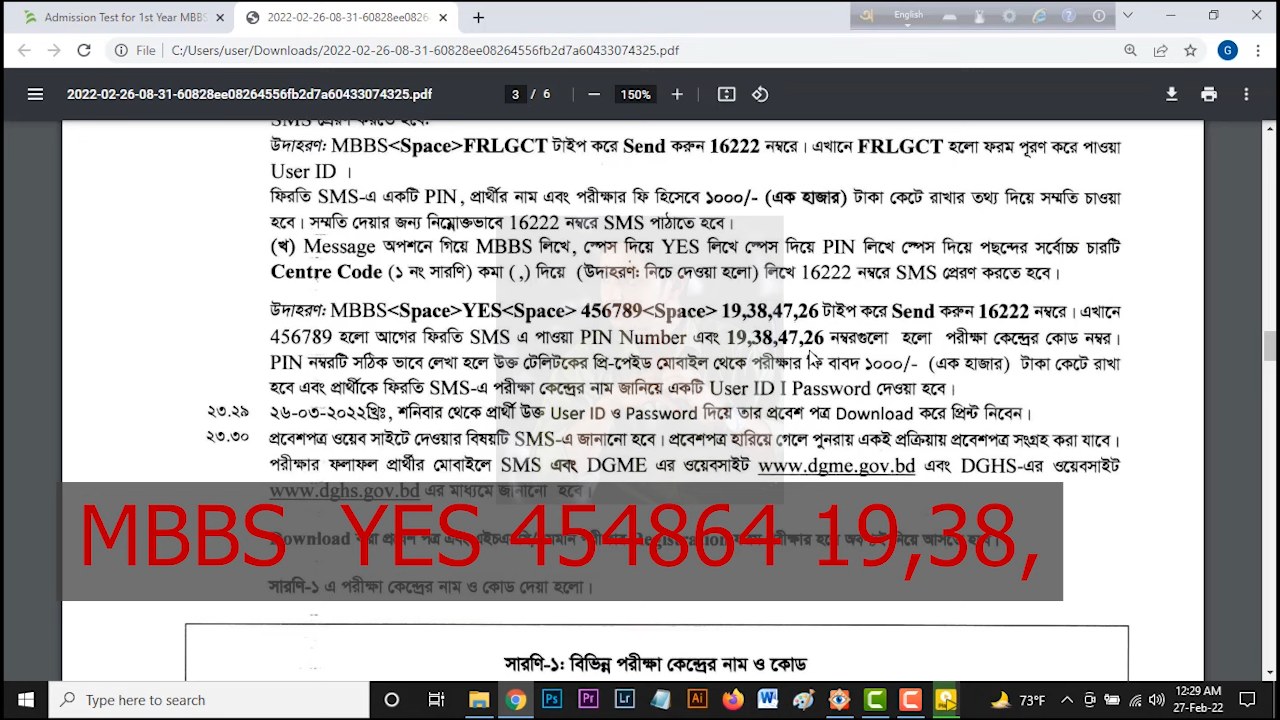 Admission Test for 1st Year MBBS
2022-02-26-08-31-60828ee0826
English
File
C:/Users/user/Downloads/2022-02-26-08-31-60828ee08264556fb2d7a60433074325.pdf
G
2022-02-26-08-31-60828ee08264556fb2d7a60433074325.pdf
3 / 6
150%
SMS প্রেরণ করতে হবে।
উদাহরণ: MBBS<Space>FRLGCT টাইপ করে Send করুন 16222 নম্বরে। এখানে FRLGCT হলো ফরম পূরণ করে পাওয়া
User ID ।
ফিরতি SMS-এ একটি PIN, প্রার্থীর নাম এবং পরীক্ষার ফি হিসেবে ১০০০/- (এক হাজার) টাকা কেটে রাখার তথ্য দিয়ে সম্মতি চাওয়া
হবে। সম্মতি দেয়ার জন্য নিম্নোক্তভাবে 16222 নম্বরে SMS পাঠাতে হবে।
(খ) Message অপশনে গিয়ে MBBS লিখে, স্পেস দিয়ে YES লিখে স্পেস দিয়ে PIN লিখে স্পেস দিয়ে পছন্দের সর্বোচ্চ চারটি
Centre Code (১ নং সারণি) কমা (,) দিয়ে (উদাহরণ: নিচে দেওয়া হলো) লিখে 16222 নম্বরে SMS প্রেরণ করতে হবে।
উদাহরণ: MBBS<Space>YES<Space> 456789<Space> 19,38,47,26 টাইপ করে Send করুন 16222 নম্বরে। এখানে
456789 হলো আগের ফিরতি SMS এ পাওয়া PIN Number এবং 19,38,47,26 নম্বরগুলো হলো পরীক্ষা কেন্দ্রের কোড নম্বর।
PIN নম্বরটি সঠিক ভাবে লেখা হলে উক্ত টেলিটকের প্রি-পেইড মোবাইল থেকে পরীক্ষার ফি বাবদ ১০০০/- (এক হাজার) টাকা কেটে রাখা
হবে এবং প্রার্থীকে ফিরতি SMS-এ পরীক্ষা কেন্দ্রের নাম জানিয়ে একটি User ID I Password দেওয়া হবে।
২৩.২৯ ২৬-০৩-২০২২খ্রিঃ, শনিবার থেকে প্রার্থী উক্ত User ID ও Password দিয়ে তার প্রবেশ পত্র Download করে প্রিন্ট নিবেন।
২৩.৩০ প্রবেশপত্র ওয়েব সাইটে দেওয়ার বিষয়টি SMS-এ জানানো হবে। প্রবেশপত্র হারিয়ে গেলে পুনরায় একই প্রক্রিয়ায় প্রবেশপত্র সংগ্রহ করা যাবে।
পরীক্ষার ফলাফল প্রার্থীর মোবাইলে SMS এবং DGME এর ওয়েবসাইট www.dgme.gov.bd এবং DGHS-এর ওয়েবসাইট
www.dghs.gov.bd এর মাধ্যমে জানানো হবে।
MBBS YES 454864 19,38,
Download করা প্রবেশ পত্র এবং
Registration
নিয়ে আসতে হবে।
সারণি-১ এ পরীক্ষা কেন্দ্রের নাম ও কোড দেয়া হলো।
সারণি-১: বিভিন্ন পরীক্ষা কেন্দ্রের নাম ও কোড
Type here to search
73°F
12:29 AM
27-Feb-22